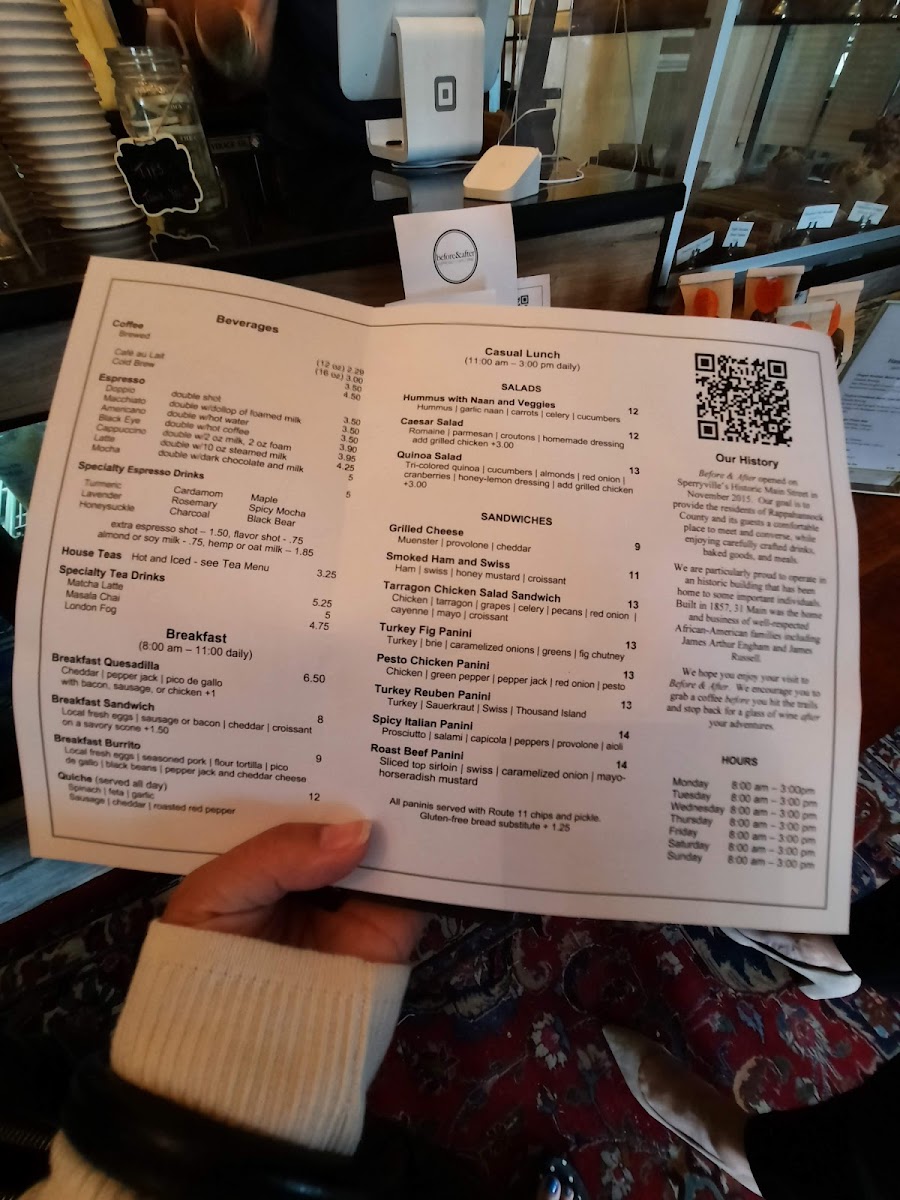 TIPS
before&after
Beverages
Coffee
Brewed (12 oz) 2.29
(16 oz) 3.00
Café au Lait 3.50
Cold Brew 4.50
Espresso
Doppio double shot 3.50
Macchiato double w/dollop of foamed milk 3.50
Americano double w/hot water 3.50
Black Eye double w/hot coffee 3.90
Cappuccino double w/2 oz milk, 2 oz foam 3.95
Latte double w/10 oz steamed milk 4.25
Mocha double w/dark chocolate and milk 5
Specialty Espresso Drinks 5
Turmeric Cardamom Maple
Lavender Rosemary Spicy Mocha
Honeysuckle Charcoal Black Bear
extra espresso shot – 1.50, flavor shot - .75
almond or soy milk - .75, hemp or oat milk – 1.85
House Teas Hot and Iced - see Tea Menu 3.25
Specialty Tea Drinks
Matcha Latte 5.25
Masala Chai 5
London Fog 4.75
Breakfast
(8:00 am – 11:00 daily)
Breakfast Quesadilla 6.50
Cheddar | pepper jack | pico de gallo
with bacon, sausage, or chicken +1
Breakfast Sandwich 8
Local fresh eggs | sausage or bacon | cheddar | croissant
on a savory scone +1.50
Breakfast Burrito 9
Local fresh eggs | seasoned pork | flour tortilla | pico
de gallo | black beans | pepper jack and cheddar cheese
Quiche (served all day) 12
Spinach | feta | garlic
Sausage | cheddar | roasted red pepper
Casual Lunch
(11:00 am – 3:00 pm daily)
SALADS
Hummus with Naan and Veggies 12
Hummus | garlic naan | carrots | celery | cucumbers
Caesar Salad 12
Romaine | parmesan | croutons | homemade dressing
add grilled chicken +3.00
Quinoa Salad 13
Tri-colored quinoa | cucumbers | almonds | red onion |
cranberries | honey-lemon dressing | add grilled chicken
+3.00
SANDWICHES
Grilled Cheese 9
Muenster | provolone | cheddar
Smoked Ham and Swiss 11
Ham | swiss | honey mustard | croissant
Tarragon Chicken Salad Sandwich 13
Chicken | tarragon | grapes | celery | pecans | red onion |
cayenne | mayo | croissant
Turkey Fig Panini 13
Turkey | brie | caramelized onions | greens | fig chutney
Pesto Chicken Panini 13
Chicken | green pepper | pepper jack | red onion | pesto
Turkey Reuben Panini 13
Turkey | Sauerkraut | Swiss | Thousand Island
Spicy Italian Panini 14
Prosciutto | salami | capicola | peppers | provolone | aioli
Roast Beef Panini 14
Sliced top sirloin | swiss | caramelized onion | mayo-
horseradish mustard
All paninis served with Route 11 chips and pickle.
Gluten-free bread substitute + 1.25
Our History
Before & After opened on
Sperryville's Historic Main Street in
November 2015. Our goal is to
provide the residents of Rappahannock
County and its guests a comfortable
place to meet and converse, while
enjoying carefully crafted drinks,
baked goods, and meals.
We are particularly proud to operate in
an historic building that has been
home to some important individuals.
Built in 1857, 31 Main was the home
and business of well-respected
African-American families including
James Arthur Engham and James
Russell.
We hope you enjoy your visit to
Before & After. We encourage you to
grab a coffee before you hit the trails
and stop back for a glass of wine after
your adventures.
HOURS
Monday 8:00 am – 3:00pm
Tuesday 8:00 am – 3:00 pm
Wednesday 8:00 am – 3:00 pm
Thursday 8:00 am – 3:00 pm
Friday 8:00 am – 3:00 pm
Saturday 8:00 am – 3:00 pm
Sunday 8:00 am – 3:00 pm